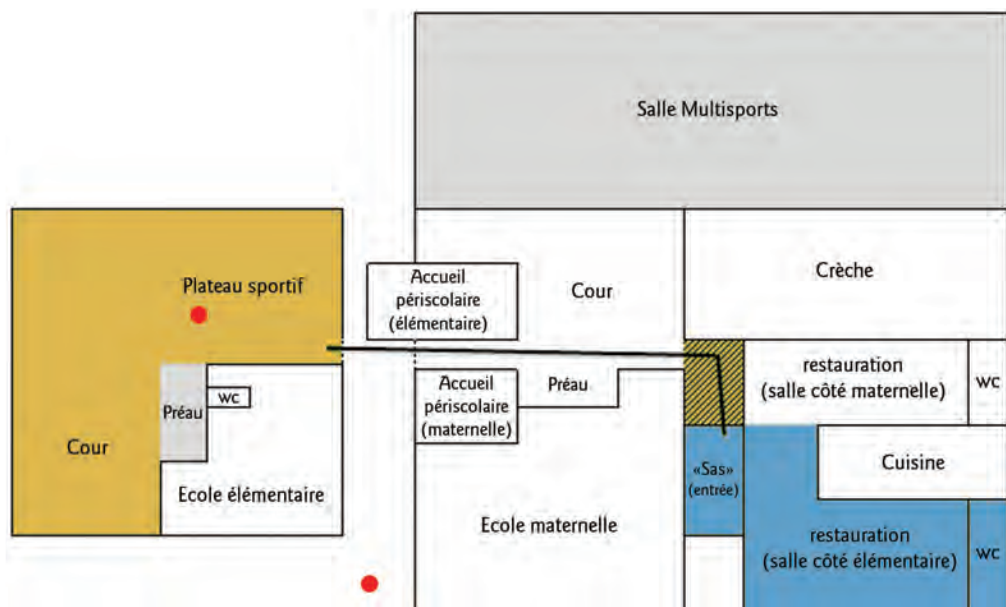 Salle Multisports
Plateau sportif
Accueil
périscolaire
(élémentaire)
Cour
Crèche
restauration
(salle côté maternelle)
wc
Préau
wc
Accueil
périscolaire
(maternelle)
Préau
Cour
Ecole élémentaire
«Sas»
(entrée)
Cuisine
Ecole maternelle
restauration
(salle côté élémentaire)
wc